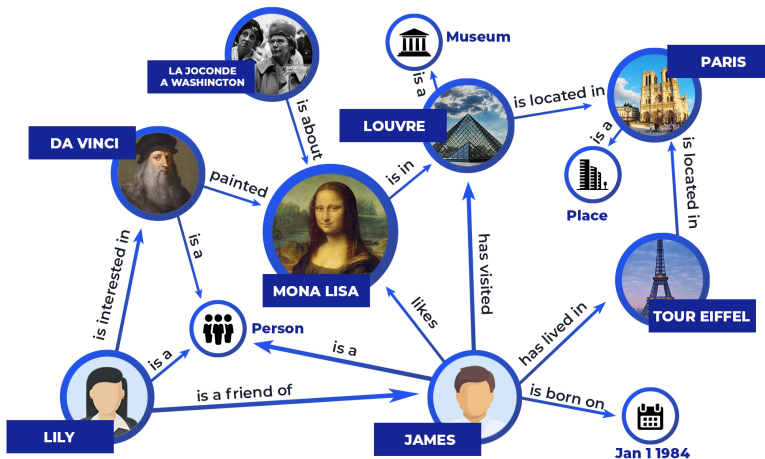 Museum
PARIS
LA JOCONDE
A WASHINGTON
is a
is located in
LOUVRE
is about
is a
DA VINCI
is in
painted
Place
is located in
is a
has visited
MONA LISA
is interested in
likes
TOUR EIFFEL
Person
has lived in
is a
is a
is a friend of
is born on
LILY
JAMES
Jan 1 1984